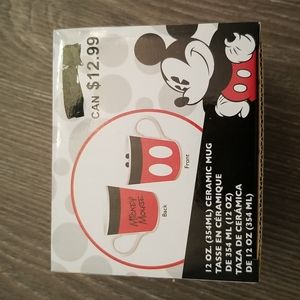 CAN $12.99
Front
MICKEY
MOUSE
Back
12 OZ. (354ML) CERAMIC MUG
TASSE EN CÉRAMIQUE
DE 354 ML (12 OZ)
TAZA DE CERÁMICA
DE 12 OZ (354 ML)